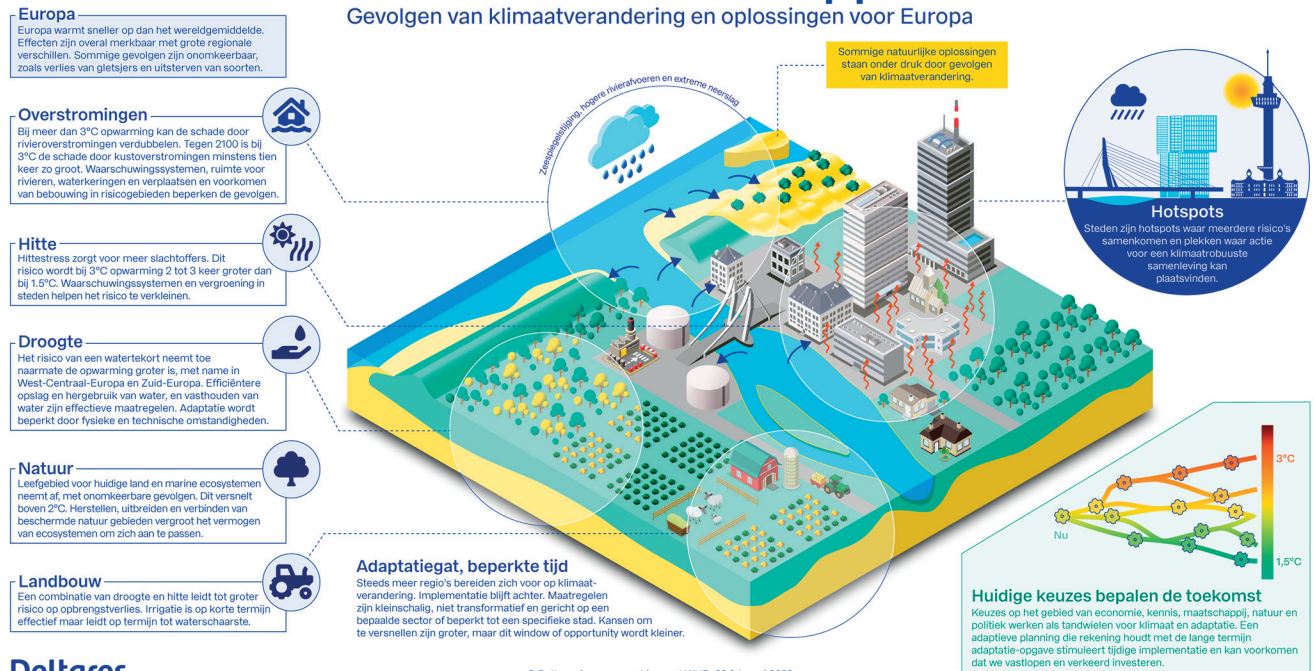 Gevolgen van klimaatverandering en oplossingen voor Europa
Europa
Europa warmt sneller op dan het wereldgemiddelde.
Effecten zijn overal merkbaar met grote regionale
verschillen. Sommige gevolgen zijn onomkeerbaar,
zoals verlies van gletsjers en uitsterven van soorten.
Overstromingen
Bij meer dan 3°C opwarming kan de schade door
rivieroverstromingen verdubbelen. Tegen 2100 is bij
3°C de schade door kustoverstromingen minstens tien
keer zo groot. Waarschuwingssystemen, ruimte voor
rivieren, waterkeringen en verplaatsen en voorkomen
van bebouwing in risicogebieden beperken de gevolgen.
Hitte
Hittestress zorgt voor meer slachtoffers. Dit
risico wordt bij 3°C opwarming 2 tot 3 keer groter dan
bij 1.5°C. Waarschuwingssystemen en vergroening in
steden helpen het risico te verkleinen.
Droogte
Het risico van een watertekort neemt toe
naarmate de opwarming groter is, met name in
West-Centraal-Europa en Zuid-Europa. Efficiëntere
opslag en hergebruik van water, en vasthouden van
water zijn effectieve maatregelen. Adaptatie wordt
beperkt door fysieke en technische omstandigheden.
Natuur
Leefgebied voor huidige land en marine ecosystemen
neemt af, met onomkeerbare gevolgen. Dit versnelt
boven 2°C. Herstellen, uitbreiden en verbinden van
beschermde natuur gebieden vergroot het vermogen
van ecosystemen om zich aan te passen.
Landbouw
Een combinatie van droogte en hitte leidt tot groter
risico op opbrengstverlies. Irrigatie is op korte termijn
effectief maar leidt op termijn tot waterschaarste.
Zeespiegelstijging, hogere rivierafvoeren en extreme neerslag
Sommige natuurlijke oplossingen
staan onder druk door gevolgen
van klimaatverandering.
Hotspots
Steden zijn hotspots waar meerdere risico's
samenkomen en plekken waar actie
voor een klimaatrobuuste
samenleving kan
plaatsvinden.
Adaptatiegat, beperkte tijd
Steeds meer regio's bereiden zich voor op klimaat-
verandering. Implementatie blijft achter. Maatregelen
zijn kleinschalig, niet transformatief en gericht op een
bepaalde sector of beperkt tot een specifieke stad. Kansen om
te versnellen zijn groter, maar dit window of opportunity wordt kleiner.
3°C
Nu
1,5°C
Huidige keuzes bepalen de toekomst
Keuzes op het gebied van economie, kennis, maatschappij, natuur en
politiek werken als tandwielen voor klimaat en adaptatie. Een
adaptieve planning die rekening houdt met de lange termijn
adaptatie-opgave stimuleert tijdige implementatie en kan voorkomen
dat we vastlopen en verkeerd investeren.
Deltares